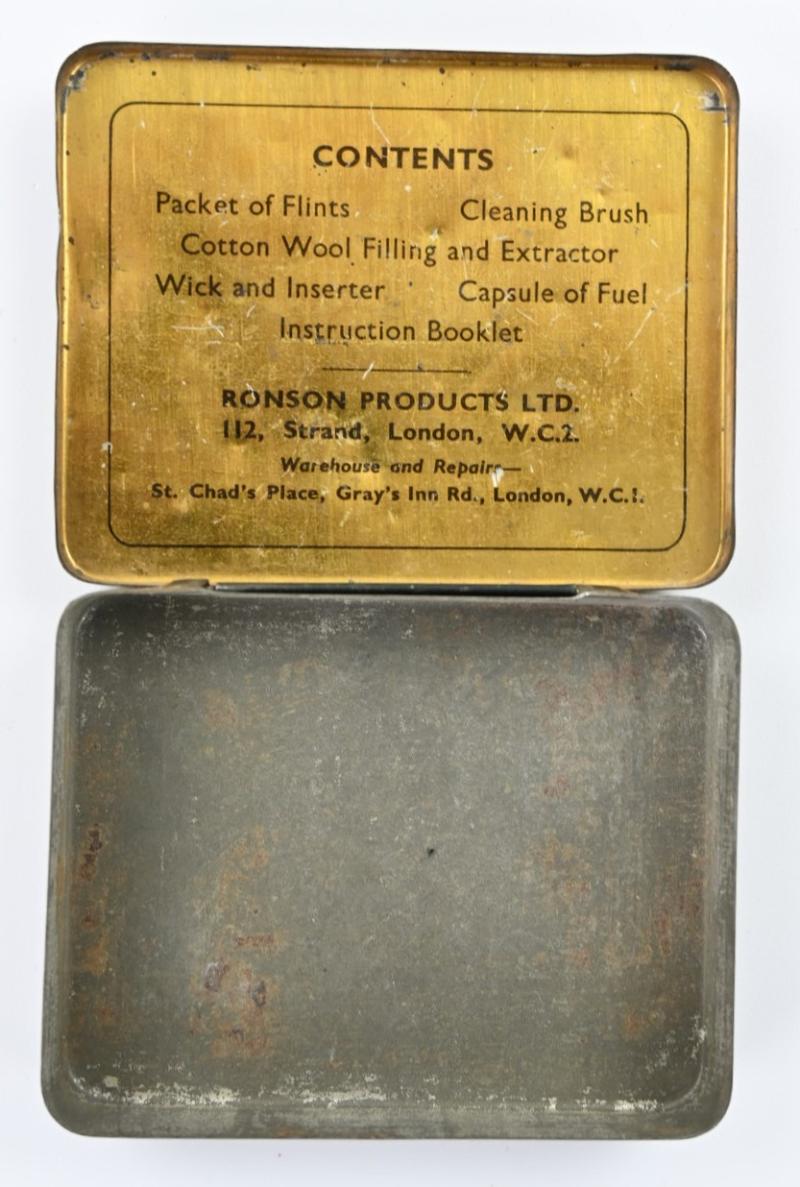 CONTENTS
Packet of Flints Cleaning Brush
Cotton Wool Filling and Extractor
Wick and Inserter Capsule of Fuel
Instruction Booklet
RONSON PRODUCTS LTD.
112, Strand, London, W.C.2.
Warehouse and Repairs—
St. Chad's Place, Gray's Inn Rd., London, W.C.1.